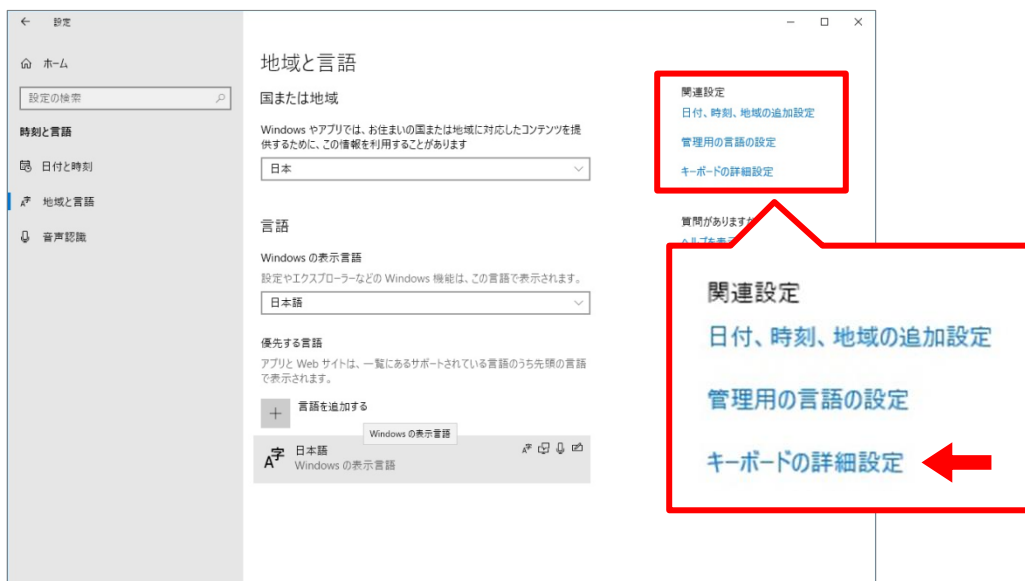 設定
ホーム
設定の検索
時刻と言語
日付と時刻
地域と言語
音声認識
地域と言語
国または地域
Windows やアプリでは、お住まいの国または地域に対応したコンテンツを提
供するために、この情報を利用することがあります
日本
言語
Windows の表示言語
設定やエクスプローラーなどの Windows 機能は、この言語で表示されます。
日本語
優先する言語
アプリと Web サイトは、一覧にあるサポートされている言語のうち先頭の言語
で表示されます。
言語を追加する
Windows の表示言語
A字 日本語
Windows の表示言語
関連設定
日付、時刻、地域の追加設定
管理用の言語の設定
キーボードの詳細設定
質問がありますか
関連設定
日付、時刻、地域の追加設定
管理用の言語の設定
キーボードの詳細設定